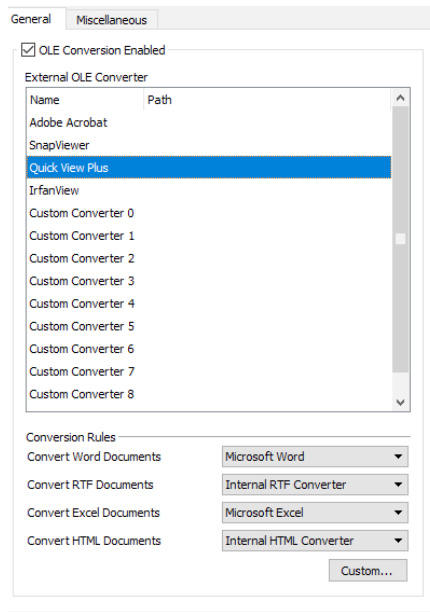 General Miscellaneous
OLE Conversion Enabled
External OLE Converter
Name Path
Adobe Acrobat
SnapViewer
Quick View Plus
IrfanView
Custom Converter 0
Custom Converter 1
Custom Converter 2
Custom Converter 3
Custom Converter 4
Custom Converter 5
Custom Converter 6
Custom Converter 7
Custom Converter 8
Conversion Rules
Convert Word Documents Microsoft Word
Convert RTF Documents Internal RTF Converter
Convert Excel Documents Microsoft Excel
Convert HTML Documents Internal HTML Converter
Custom...